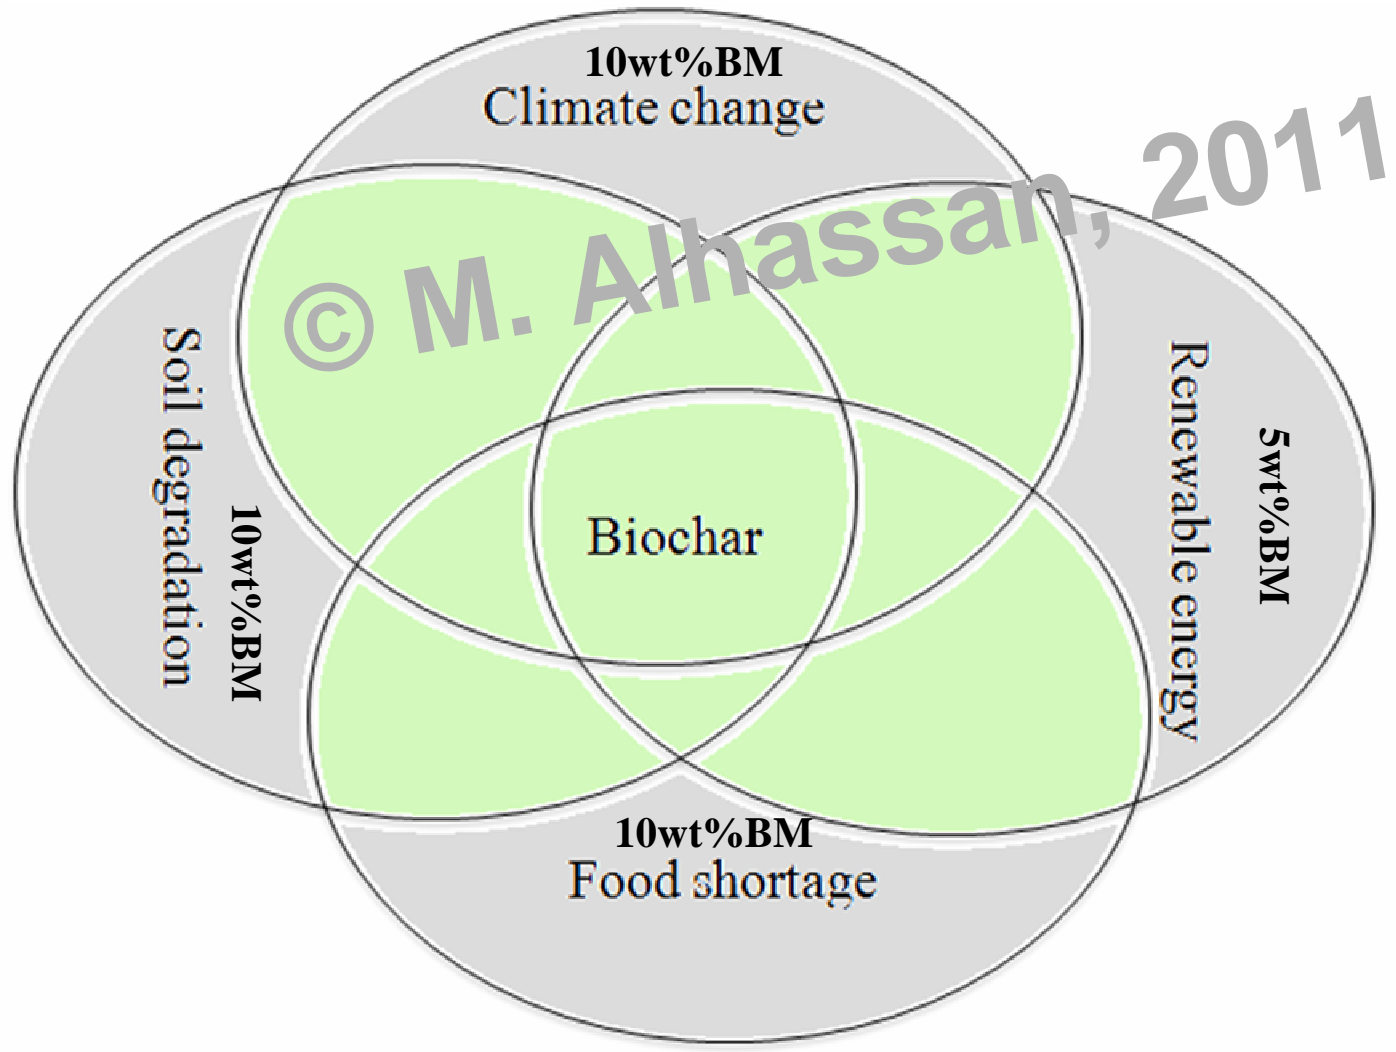 10wt%BM
Climate change
© M. Alhassan, 2011
Soil degradation
10wt%BM
Renewable energy
5wt%BM
Biochar
10wt%BM
Food shortage